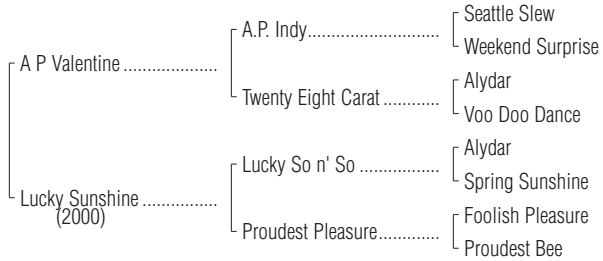 Seattle Slew
A.P. Indy
Weekend Surprise
A P Valentine
Alydar
Twenty Eight Carat
Voo Doo Dance
Alydar
Lucky So n' So
Spring Sunshine
Lucky Sunshine
(2000)
Foolish Pleasure
Proudest Pleasure
Proudest Bee